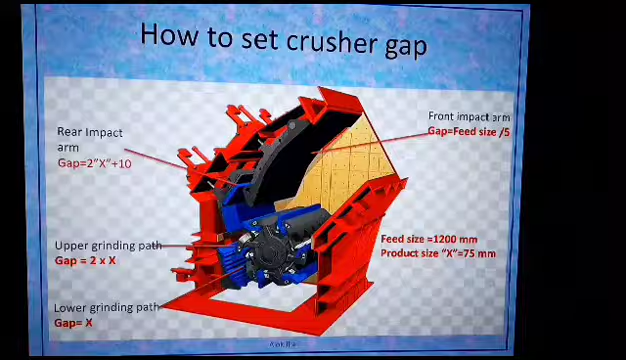 How to set crusher gap
Rear Impact
arm
Gap=2"X"+10
Front impact arm
Gap=Feed size /5
Upper grinding path
Gap = 2 x X
Feed size =1200 mm
Product size "X"=75 mm
Lower grinding path
Gap= X